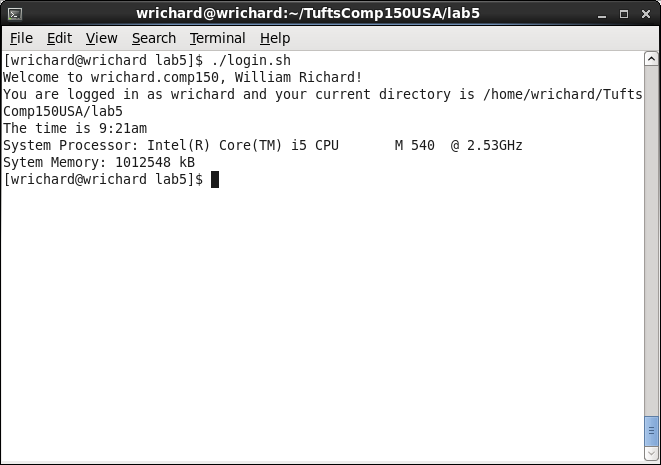 wrichard@wrichard:~/TuftsComp150USA/lab5
File Edit View Search Terminal Help
[wrichard@wrichard lab5]$ ./login.sh
Welcome to wrichard.comp150, William Richard!
You are logged in as wrichard and your current directory is /home/wrichard/Tufts
Comp150USA/lab5
The time is 9:21am
System Processor: Intel(R) Core(TM) i5 CPU       M 540  @ 2.53GHz
Sytem Memory: 1012548 kB
[wrichard@wrichard lab5]$